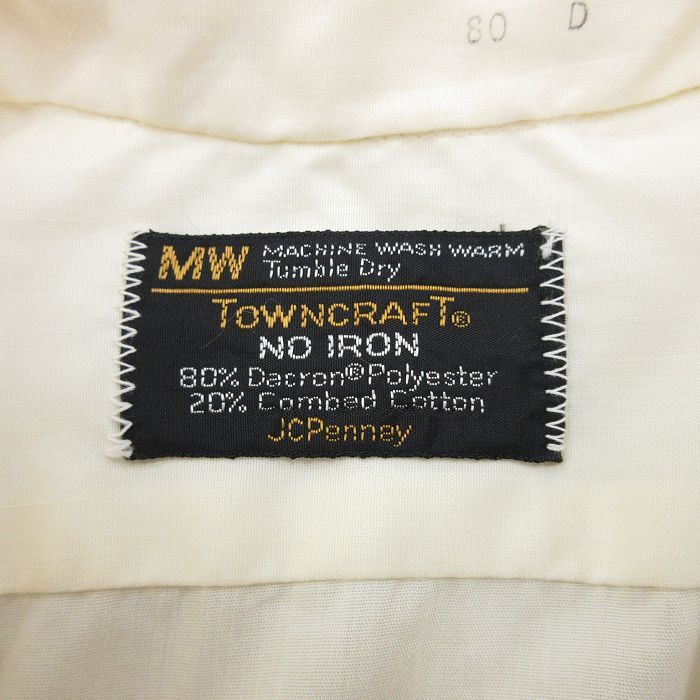 80 D
MW MACHINE WASH WARM
Tumble Dry
TOWNCRAFT®
NO IRON
80% Dacron® Polyester
20% Combed Cotton
JCPenney